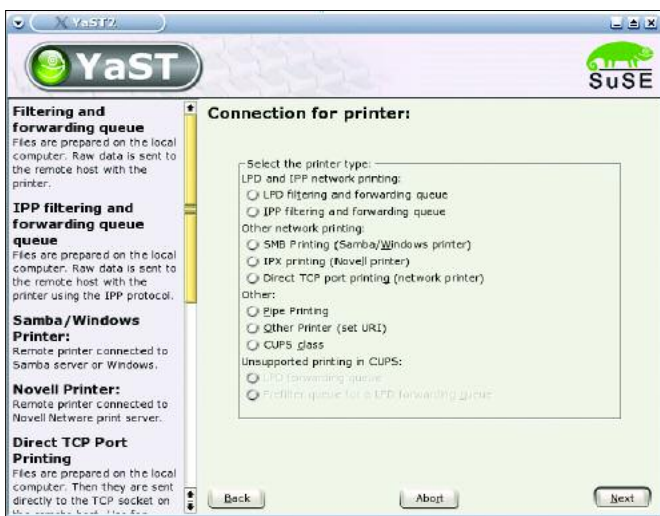 YaST2
YaST
SuSE
Filtering and
forwarding queue
Files are prepared on the local
computer. Raw data is sent to
the remote host with the
printer.
IPP filtering and
forwarding queue
queue
Files are prepared on the local
computer. Raw data is sent to
the remote host with the
printer using the IPP protocol.
Samba/Windows
Printer:
Remote printer connected to
Samba server or Windows.
Novell Printer:
Remote printer connected to
Novell Netware print server.
Direct TCP Port
Printing
Files are prepared on the local
computer. Then they are sent
directly to the TCP socket on
Connection for printer:
Select the printer type:
LPD and IPP network printing:
LPD filtering and forwarding queue
IPP filtering and forwarding queue
Other network printing:
SMB Printing (Samba/Windows printer)
IPX printing (Novell printer)
Direct TCP port printing (network printer)
Other:
Pipe Printing
Other Printer (set URI)
CUPS class
Unsupported printing in CUPS:
LPD forwarding queue
Prefilter queue for a LPD forwarding queue
Back
Abort
Next